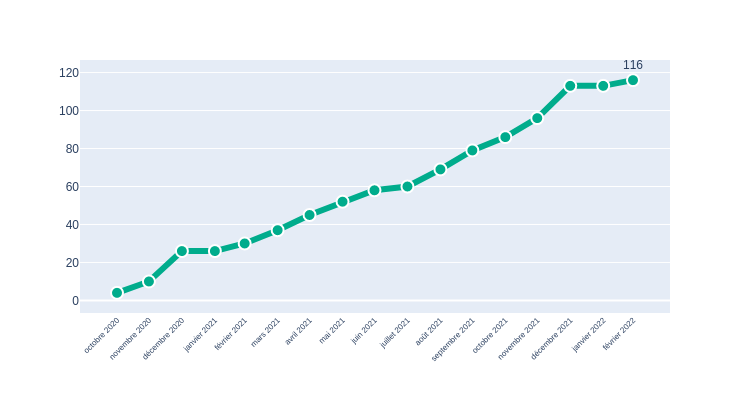 116
120
100
80
60
40
20
0
octobre 2020
novembre 2020
décembre 2020
janvier 2021
février 2021
mars 2021
avril 2021
mai 2021
juin 2021
juillet 2021
août 2021
septembre 2021
octobre 2021
novembre 2021
décembre 2021
janvier 2022
février 2022